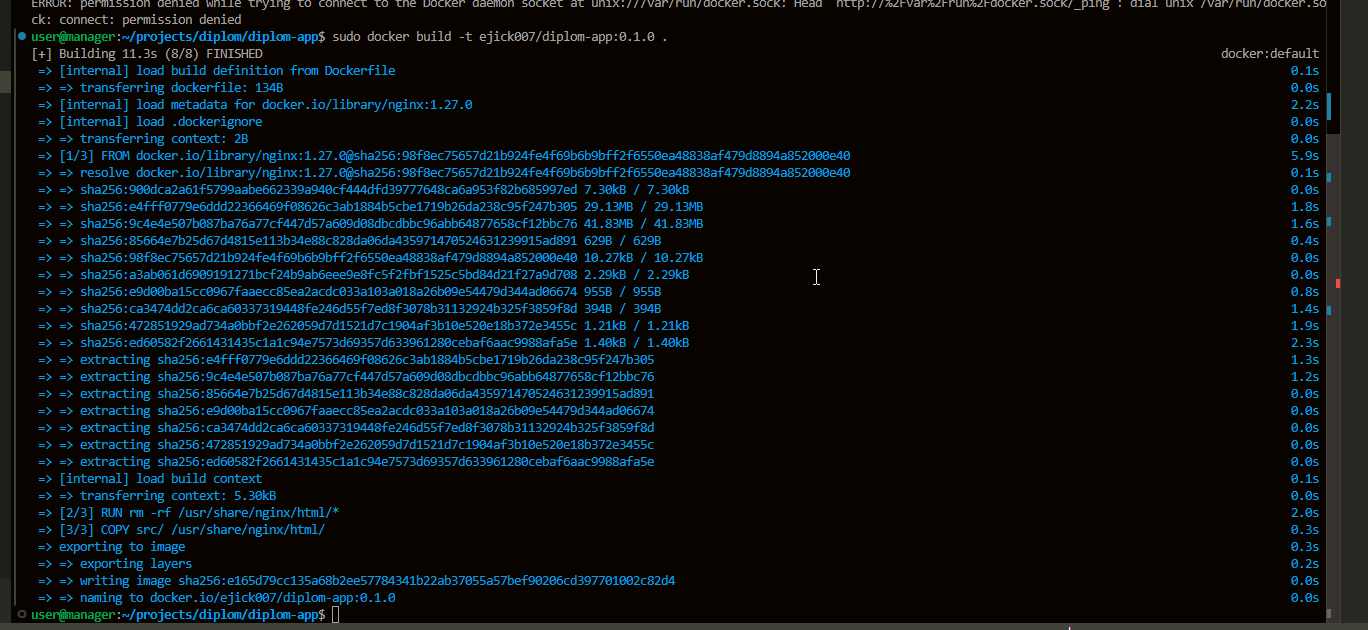 ERROR: permission denied while trying to connect to the Docker daemon socket at unix:///var/run/docker.sock: Head "http://%2Fvar%2Frun%2Fdocker.sock/_ping": dial unix /var/run/docker.so
ck: connect: permission denied
user@manager:~/projects/diplom/diplom-app$ sudo docker build -t ejick007/diplom-app:0.1.0 .
[+] Building 11.3s (8/8) FINISHED docker:default
=> [internal] load build definition from Dockerfile 0.1s
=> => transferring dockerfile: 134B 0.0s
=> [internal] load metadata for docker.io/library/nginx:1.27.0 2.2s
=> [internal] load .dockerignore 0.0s
=> => transferring context: 2B 0.0s
=> [1/3] FROM docker.io/library/nginx:1.27.0@sha256:98f8ec75657d21b924fe4f69b6b9bff2f6550ea48838af479d8894a852000e40 5.9s
=> => resolve docker.io/library/nginx:1.27.0@sha256:98f8ec75657d21b924fe4f69b6b9bff2f6550ea48838af479d8894a852000e40 0.1s
=> => sha256:900dca2a61f5799aabe662339a940cf444dfd39777648ca6a953f82b685997ed 7.30kB / 7.30kB 0.0s
=> => sha256:e4fff0779e6ddd22366469f08626c3ab1884b5cbe1719b26da238c95f247b305 29.13MB / 29.13MB 1.8s
=> => sha256:9c4e4e507b087ba76a77cf447d57a609d08dbcdbbc96abb64877658cf12bbc76 41.83MB / 41.83MB 1.6s
=> => sha256:85664e7b25d67d4815e113b34e88c828da06da435971470524631239915ad891 629B / 629B 0.4s
=> => sha256:98f8ec75657d21b924fe4f69b6b9bff2f6550ea48838af479d8894a852000e40 10.27kB / 10.27kB 0.0s
=> => sha256:a3ab061d6909191271bcf24b9ab6eee9e8fc5f2fbf1525c5bd84d21f27a9d708 2.29kB / 2.29kB 0.0s
=> => sha256:e9d00ba15cc0967faaecc85ea2acdc033a103a018a26b09e54479d344ad06674 955B / 955B 0.8s
=> => sha256:ca3474dd2ca6ca60337319448fe246d55f7ed8f3078b31132924b325f3859f8d 394B / 394B 1.4s
=> => sha256:472851929ad734a0bbf2e262059d7d1521d7c1904af3b10e520e18b372e3455c 1.21kB / 1.21kB 1.9s
=> => sha256:ed60582f2661431435c1a1c94e7573d69357d633961280cebaf6aac9988afa5e 1.40kB / 1.40kB 2.3s
=> => extracting sha256:e4fff0779e6ddd22366469f08626c3ab1884b5cbe1719b26da238c95f247b305 1.3s
=> => extracting sha256:9c4e4e507b087ba76a77cf447d57a609d08dbcdbbc96abb64877658cf12bbc76 1.2s
=> => extracting sha256:85664e7b25d67d4815e113b34e88c828da06da435971470524631239915ad891 0.0s
=> => extracting sha256:e9d00ba15cc0967faaecc85ea2acdc033a103a018a26b09e54479d344ad06674 0.0s
=> => extracting sha256:ca3474dd2ca6ca60337319448fe246d55f7ed8f3078b31132924b325f3859f8d 0.0s
=> => extracting sha256:472851929ad734a0bbf2e262059d7d1521d7c1904af3b10e520e18b372e3455c 0.0s
=> => extracting sha256:ed60582f2661431435c1a1c94e7573d69357d633961280cebaf6aac9988afa5e 0.0s
=> [internal] load build context 0.1s
=> => transferring context: 5.30kB 0.0s
=> [2/3] RUN rm -rf /usr/share/nginx/html/* 2.0s
=> [3/3] COPY src/ /usr/share/nginx/html/ 0.3s
=> exporting to image 0.3s
=> => exporting layers 0.2s
=> => writing image sha256:e165d79cc135a68b2ee57784341b22ab37055a57bef90206cd397701002c82d4 0.0s
=> => naming to docker.io/ejick007/diplom-app:0.1.0 0.0s
user@manager:~/projects/diplom/diplom-app$